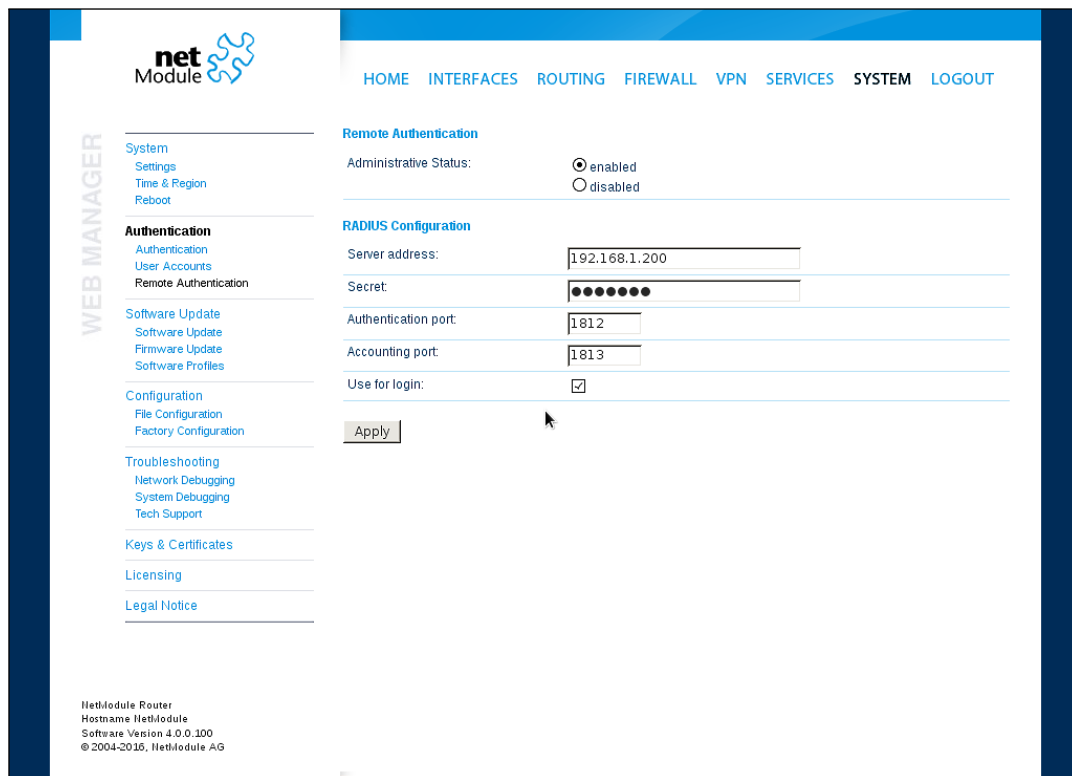 net
Module
HOME INTERFACES ROUTING FIREWALL VPN SERVICES SYSTEM LOGOUT
WEB MANAGER
System
Settings
Time & Region
Reboot
Authentication
Authentication
User Accounts
Remote Authentication
Software Update
Software Update
Firmware Update
Software Profiles
Configuration
File Configuration
Factory Configuration
Troubleshooting
Network Debugging
System Debugging
Tech Support
Keys & Certificates
Licensing
Legal Notice
Remote Authentication
Administrative Status:
enabled
disabled
RADIUS Configuration
Server address: 192.168.1.200
Secret: ●●●●●●●
Authentication port: 1812
Accounting port: 1813
Use for login:
Apply
NetModule Router
Hostname NetModule
Software Version 4.0.0.100
© 2004-2016, NetModule AG